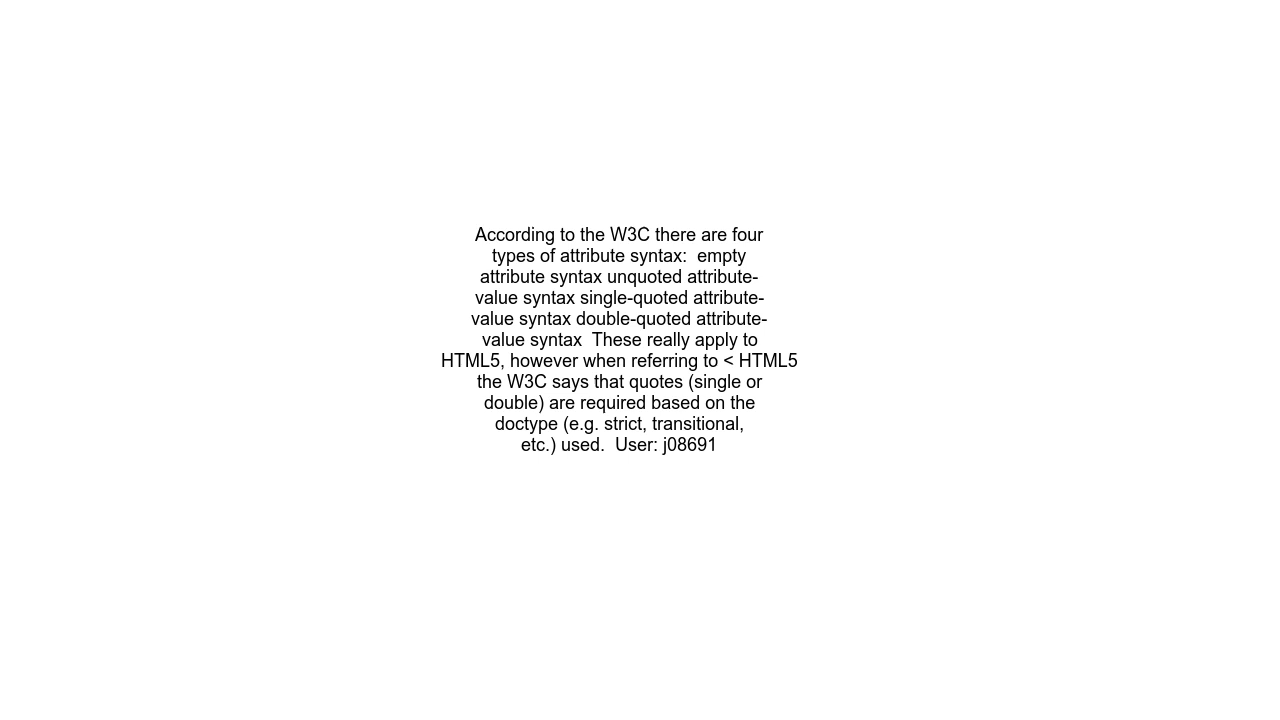 According to the W3C there are four
types of attribute syntax:  empty
attribute syntax unquoted attribute-
value syntax single-quoted attribute-
value syntax double-quoted attribute-
value syntax  These really apply to
HTML5, however when referring to < HTML5
the W3C says that quotes (single or
double) are required based on the
doctype (e.g. strict, transitional,
etc.) used.  User: j08691